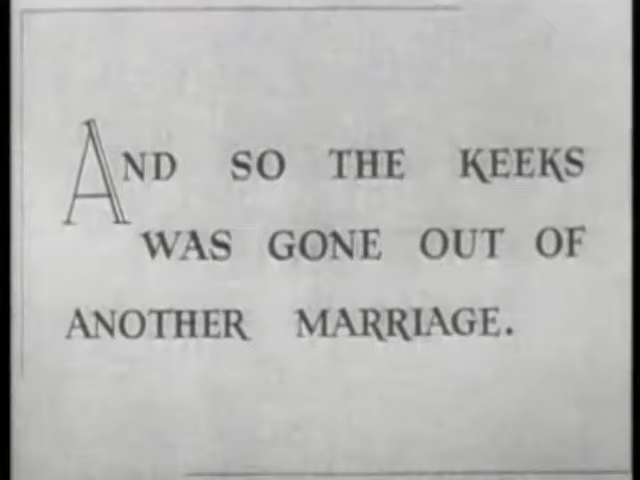 AND SO THE KEEKS
WAS GONE OUT OF
ANOTHER MARRIAGE.